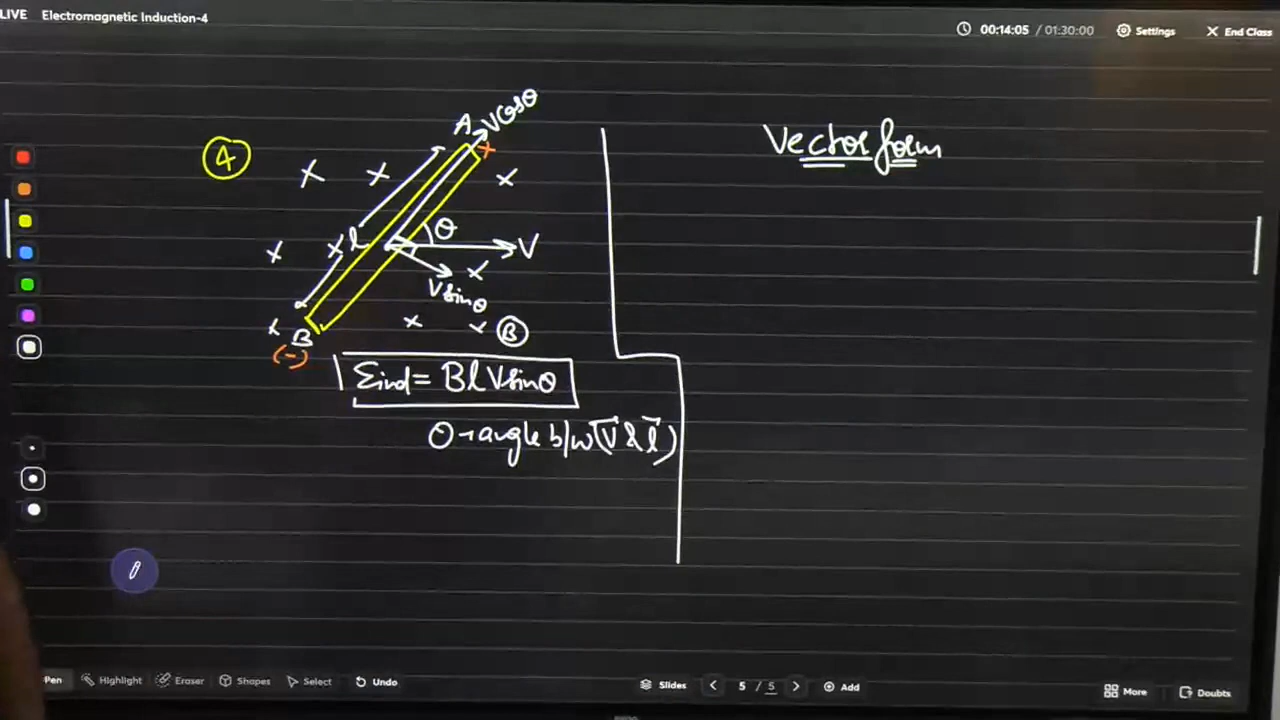 LIVE Electromagnetic Induction-4
00:14:05 / 01:30:00
Settings
End Class
4
A
VCosθ
+
Vector form
l
θ
V
Vsinθ
B
(-)
B
Eind = BlVsinθ
θ → angle b/w (V & l)
Pen
Highlight
Eraser
Shapes
Select
Undo
Slides
5 / 5
Add
More
Doubts